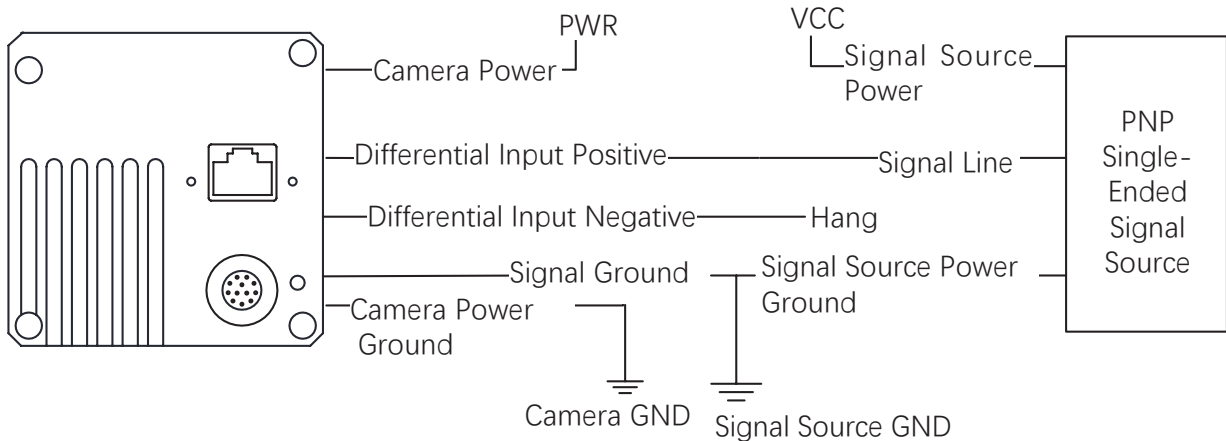 PWR
VCC
Camera Power
Signal Source
Power
PNP
Single-
Ended
Signal
Source
Differential Input Positive
Signal Line
Differential Input Negative
Hang
Signal Ground
Signal Source Power
Ground
Camera Power
Ground
Camera GND
Signal Source GND